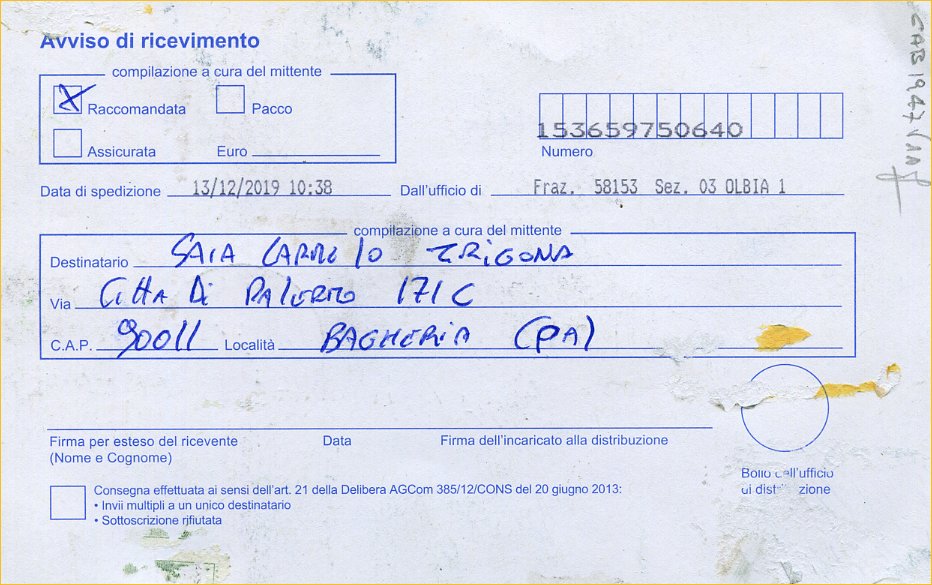 Avviso di ricevimento
compilazione a cura del mittente
Raccomandata Pacco
Assicurata Euro
153659750640
Numero
Data di spedizione 13/12/2019 10:38 Dall'ufficio di Fraz. 58153 Sez. 03 OLBIA 1
compilazione a cura del mittente
Destinatario SAIA CARMELO TRIGONA
Via CittA Di PALERMO 171 C
C.A.P. 90011 Località BAGHERIA (PA)
Firma per esteso del ricevente Data Firma dell'incaricato alla distribuzione
(Nome e Cognome)
Bollo dell'ufficio
di distribuzione
Consegna effettuata ai sensi dell'art. 21 della Delibera AGCom 385/12/CONS del 20 giugno 2013:
• Invii multipli a un unico destinatario
• Sottoscrizione rifiutata